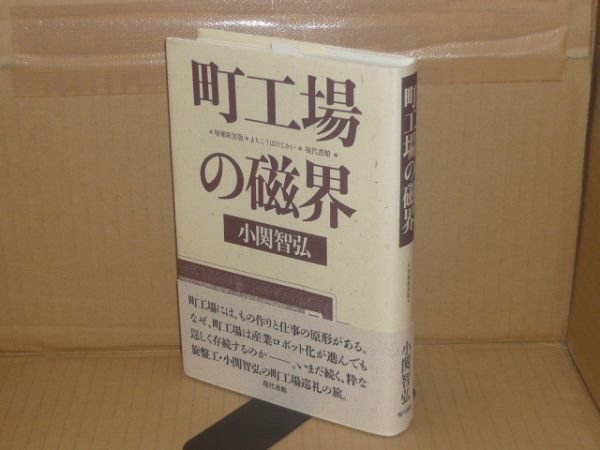 町工場
＊増補新装版＊まちこうばのじかい＊現代書館＊
の磁界
小関智弘
町工場には、もの作りと仕事の原形がある。
なぜ、町工場は産業ロボット化が進んでも
逞しく存続するのか——。いまだ続く、粋な
旋盤工・小関智弘の町工場巡礼の旅。
現代書館
町工場の磁界
小関智弘
現代書館